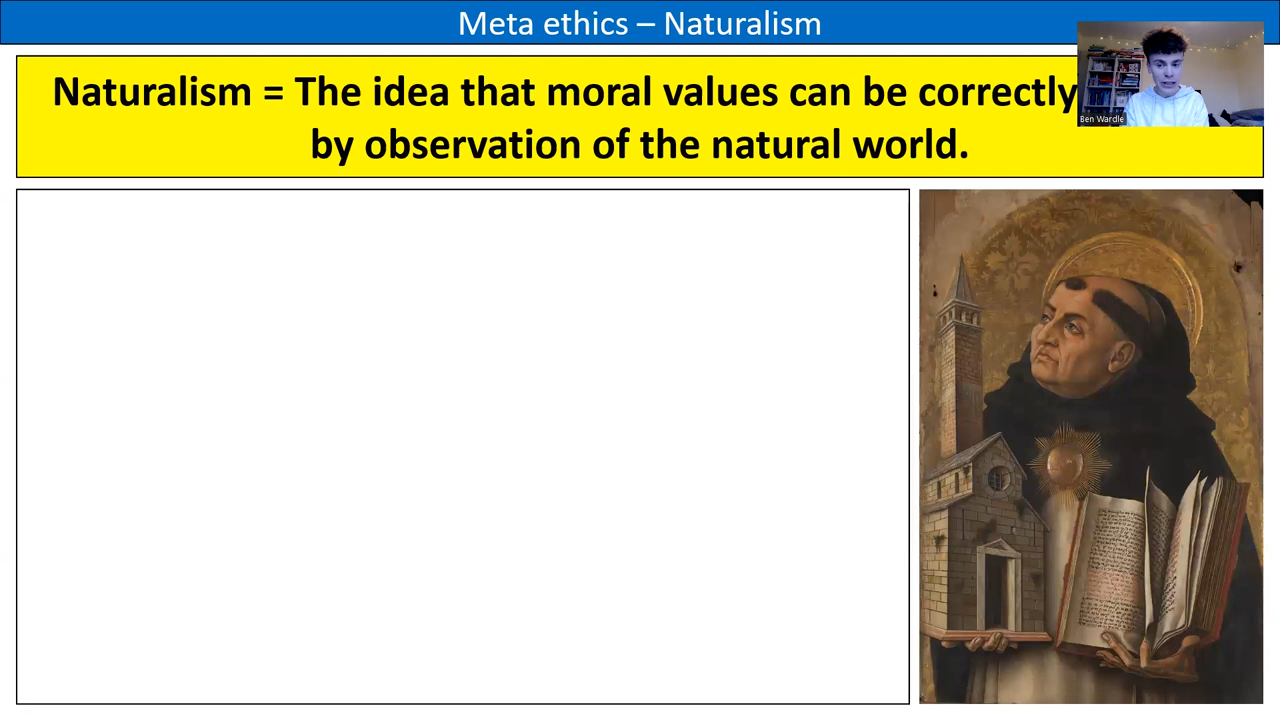 Meta ethics – Naturalism
Naturalism = The idea that moral values can be correctly
by observation of the natural world.
Ben Wardle